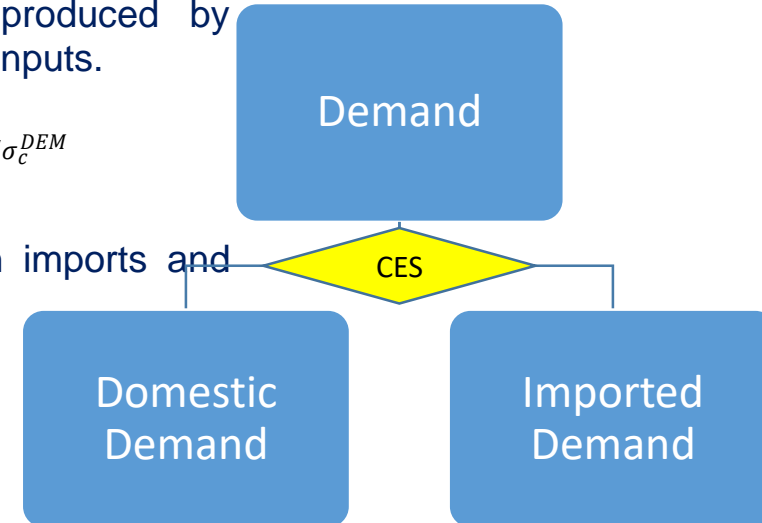 produced by
nputs.
σ_c^{DEM}
imports and
Demand
CES
Domestic
Demand
Imported
Demand